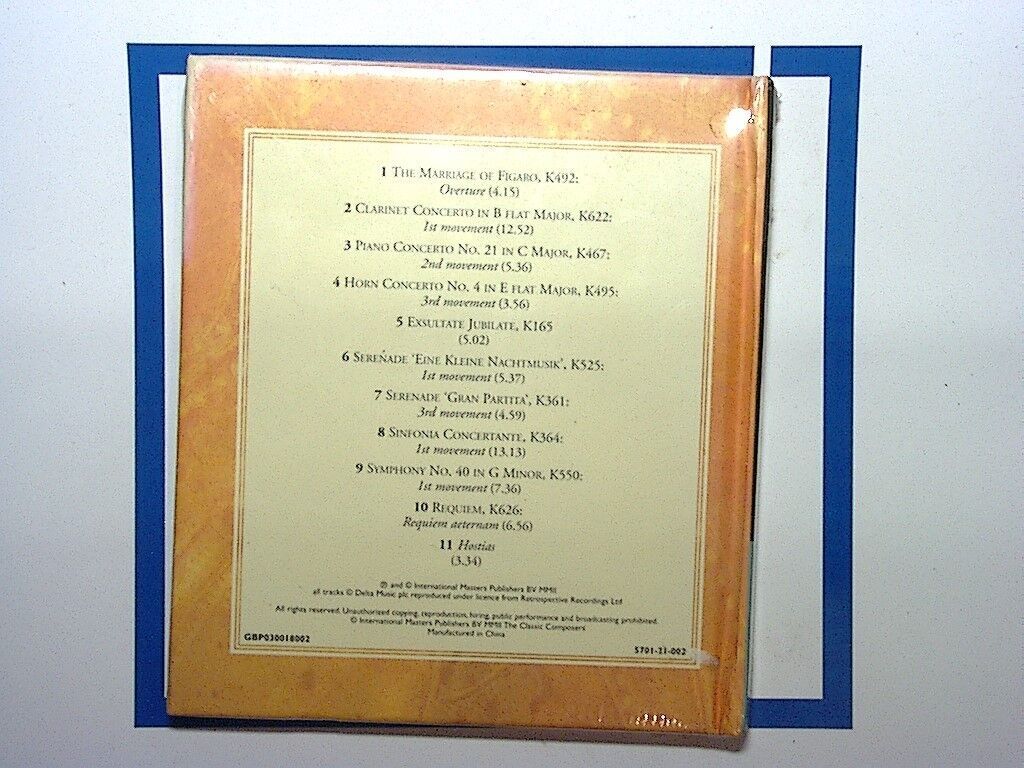 1 THE MARRIAGE OF FIGARO, K492:
Overture (4.15)
2 CLARINET CONCERTO IN B FLAT MAJOR, K622:
1st movement (12.52)
3 PIANO CONCERTO NO. 21 IN C MAJOR, K467:
2nd movement (5.36)
4 HORN CONCERTO NO. 4 IN E FLAT MAJOR, K495:
3rd movement (3.56)
5 EXSULTATE JUBILATE, K165
(5.02)
6 SERENADE 'EINE KLEINE NACHTMUSIK', K525:
1st movement (5.37)
7 SERENADE 'GRAN PARTITA', K361:
3rd movement (4.59)
8 SINFONIA CONCERTANTE, K364:
1st movement (13.13)
9 SYMPHONY NO. 40 IN G MINOR, K550:
1st movement (7.36)
10 REQUIEM, K626:
Requiem aeternam (6.56)
11 Hostias
(3.34)
℗ and © International Masters Publishers BV MMII
all tracks © Delta Music plc reproduced under licence from Retrospective Recordings Ltd
All rights reserved. Unauthorized copying, reproduction, hiring, public performance and broadcasting prohibited.
© International Masters Publishers BV MMII The Classic Composers
Manufactured in China
GBP030018002
5701-21-002